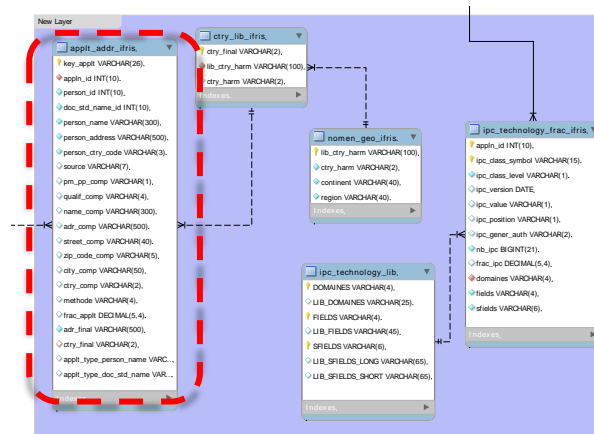 New Layer
applt_addr_ifris,
key_applt VARCHAR(26).
appln_id INT(10).
person_id INT(10),
doc_std_name_id INT(10),
person_name VARCHAR(300),
person_address VARCHAR(500),
person_ctry_code VARCHAR(3).
source VARCHAR(7),
pm_pp_comp VARCHAR(1),
qualif_comp VARCHAR(4),
name_comp VARCHAR(300),
adr_comp VARCHAR(500),
street_comp VARCHAR(40).
zip_code_comp VARCHAR(5),
city_comp VARCHAR(50),
ctry_comp VARCHAR(2),
methode VARCHAR(4).
frac_applt DECIMAL(5,4).
adr_final VARCHAR(500),
ctry_final VARCHAR(2),
applt_type_person_name VARC...,
applt_type_doc_std_name VAR...,
Indexes,
ctry_lib_ifris,
ctry_final VARCHAR(2),
lib_ctry_harm VARCHAR(100),
ctry_harm VARCHAR(2),
Indexes,
nomen_geo_ifris.
lib_ctry_harm VARCHAR(100),
ctry_harm VARCHAR(2),
continent VARCHAR(40),
region VARCHAR(40).
Indexes,
ipc_technology_lib,
DOMAINES VARCHAR(4),
LIB_DOMAINES VARCHAR(25),
FIELDS VARCHAR(4).
LIB_FIELDS VARCHAR(45),
SFIELDS VARCHAR(6),
LIB_SFIELDS_LONG VARCHAR(65),
LIB_SFIELDS_SHORT VARCHAR(65),
Indexes,
ipc_technology_frac_ifris,
appln_id INT(10),
ipc_class_symbol VARCHAR(15).
ipc_class_level VARCHAR(1).
ipc_version DATE,
ipc_value VARCHAR(1),
ipc_position VARCHAR(1),
ipc_gener_auth VARCHAR(2),
nb_ipc BIGINT(21).
frac_ipc DECIMAL(5,4)
domaines VARCHAR(4),
fields VARCHAR(4),
sfields VARCHAR(6),
Indexes,